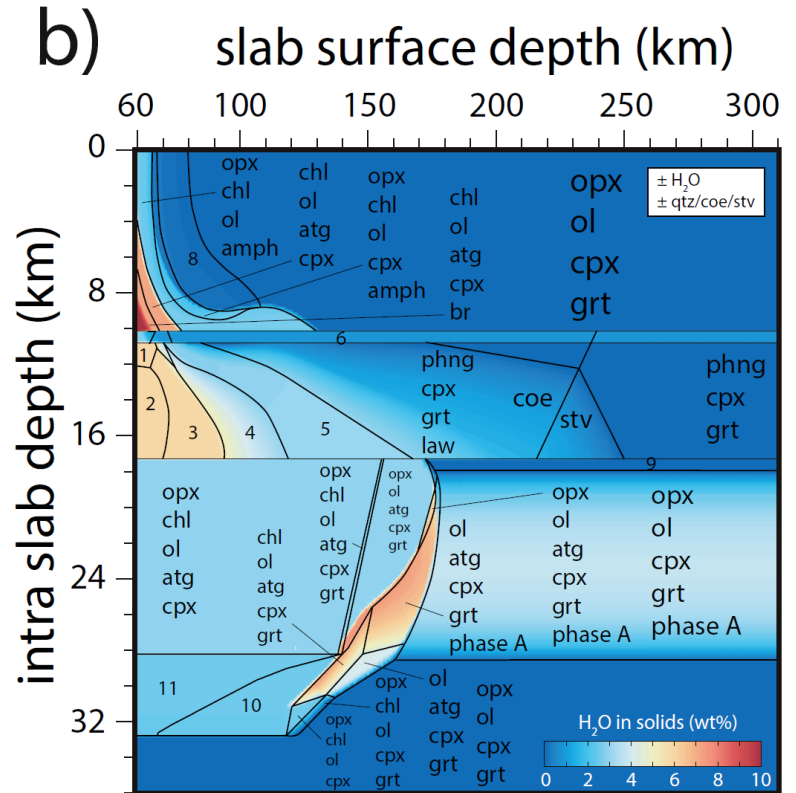 b)
slab surface depth (km)
60
100
150
200
250
300
intra slab depth (km)
0
8
16
24
32
opx
chl
ol
amph
chl
ol
atg
cpx
opx
chl
ol
cpx
amph
chl
ol
atg
cpx
br
opx
ol
cpx
grt
± H2O
± qtz/coe/stv
8
6
7
1
2
3
4
5
phng
cpx
grt
law
coe
stv
phng
cpx
grt
9
opx
chl
ol
atg
cpx
chl
ol
atg
cpx
grt
opx
chl
ol
atg
cpx
grt
opx
ol
atg
cpx
grt
ol
atg
cpx
grt
phase A
opx
ol
atg
cpx
grt
phase A
opx
ol
cpx
grt
phase A
11
10
opx
chl
ol
cpx
opx
chl
ol
cpx
grt
ol
atg
cpx
grt
opx
ol
cpx
grt
H2O in solids (wt%)
0 2 4 6 8 10